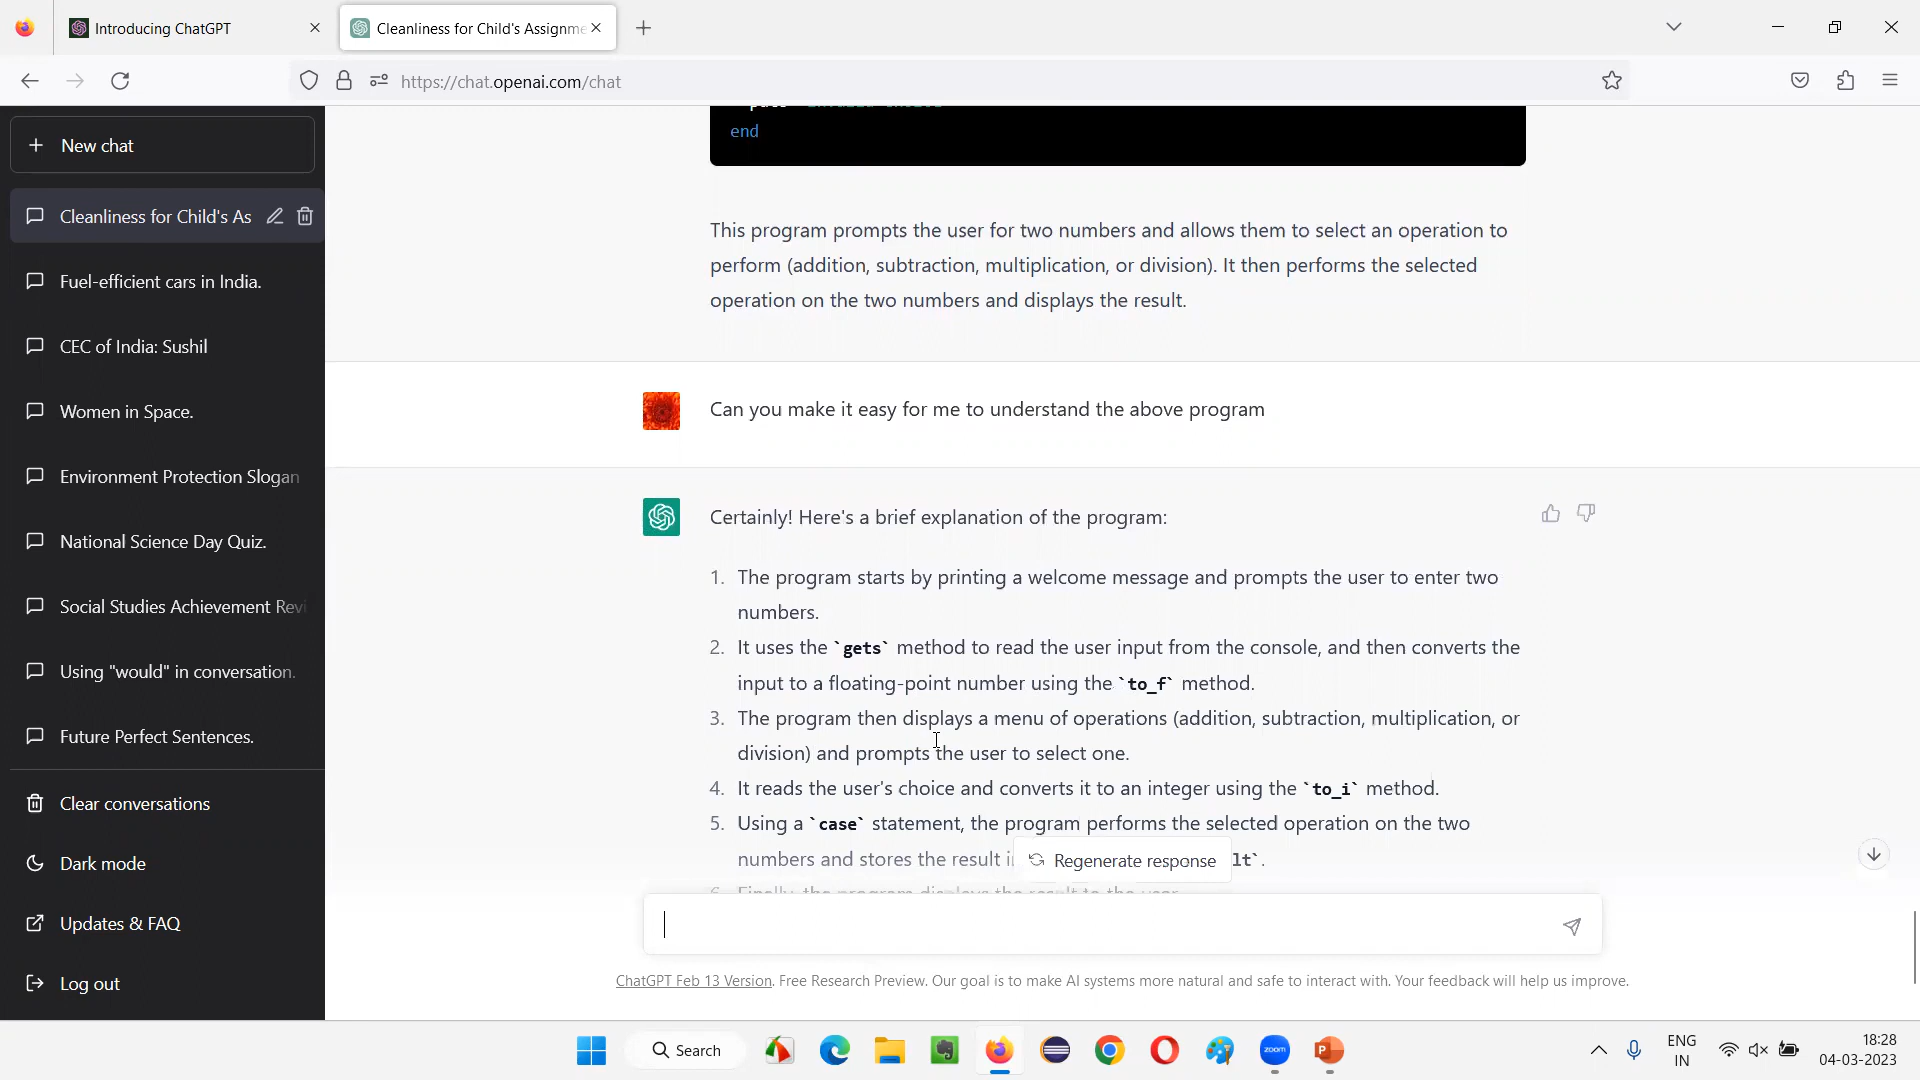 Introducing ChatGPT
Cleanliness for Child's Assignme
https://chat.openai.com/chat
New chat
Cleanliness for Child's As
Fuel-efficient cars in India.
CEC of India: Sushil
Women in Space.
Environment Protection Slogan
National Science Day Quiz.
Social Studies Achievement Revi
Using "would" in conversation.
Future Perfect Sentences.
Clear conversations
Dark mode
Updates & FAQ
Log out
end
This program prompts the user for two numbers and allows them to select an operation to
perform (addition, subtraction, multiplication, or division). It then performs the selected
operation on the two numbers and displays the result.
Can you make it easy for me to understand the above program
Certainly! Here's a brief explanation of the program:
1. The program starts by printing a welcome message and prompts the user to enter two
numbers.
2. It uses the `gets` method to read the user input from the console, and then converts the
input to a floating-point number using the `to_f` method.
3. The program then displays a menu of operations (addition, subtraction, multiplication, or
division) and prompts the user to select one.
4. It reads the user's choice and converts it to an integer using the `to_i` method.
5. Using a `case` statement, the program performs the selected operation on the two
numbers and stores the result i lt`.
6. Finally, the program displays the result to the user.
Regenerate response
ChatGPT Feb 13 Version. Free Research Preview. Our goal is to make AI systems more natural and safe to interact with. Your feedback will help us improve.
Search
zoom
ENG
IN
18:28
04-03-2023